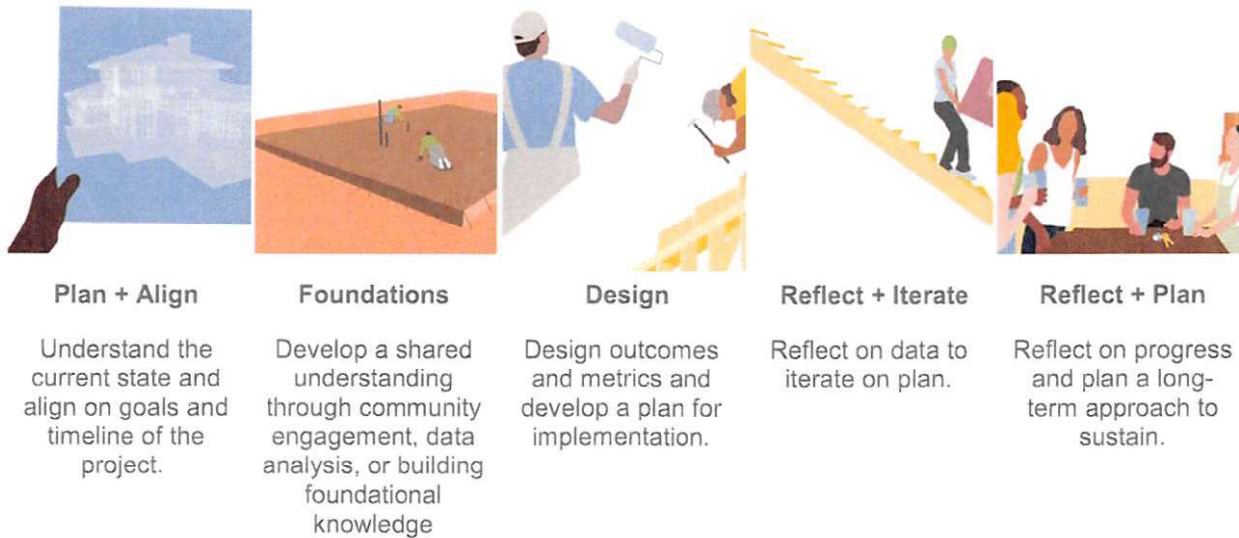 Plan + Align
Understand the
current state and
align on goals and
timeline of the
project.
Foundations
Develop a shared
understanding
through community
engagement, data
analysis, or building
foundational
knowledge
Design
Design outcomes
and metrics and
develop a plan for
implementation.
Reflect + Iterate
Reflect on data to
iterate on plan.
Reflect + Plan
Reflect on progress
and plan a long-
term approach to
sustain.